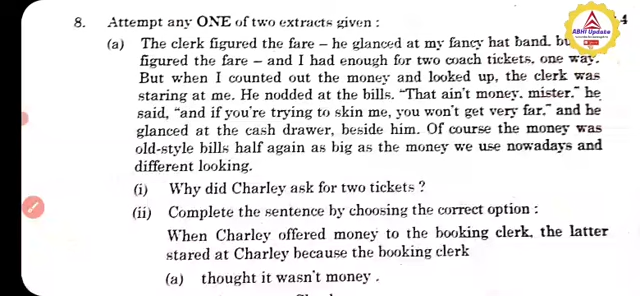 8. Attempt any ONE of two extracts given : 4
ABHI Update
(a) The clerk figured the fare – he glanced at my fancy hat band, but
figured the fare – and I had enough for two coach tickets, one way.
But when I counted out the money and looked up, the clerk was
staring at me. He nodded at the bills. “That ain't money, mister.” he
said, “and if you're trying to skin me, you won't get very far,” and he
glanced at the cash drawer, beside him. Of course the money was
old-style bills half again as big as the money we use nowadays and
different looking.
(i) Why did Charley ask for two tickets ?
(ii) Complete the sentence by choosing the correct option :
When Charley offered money to the booking clerk, the latter
stared at Charley because the booking clerk
(a) thought it wasn't money .